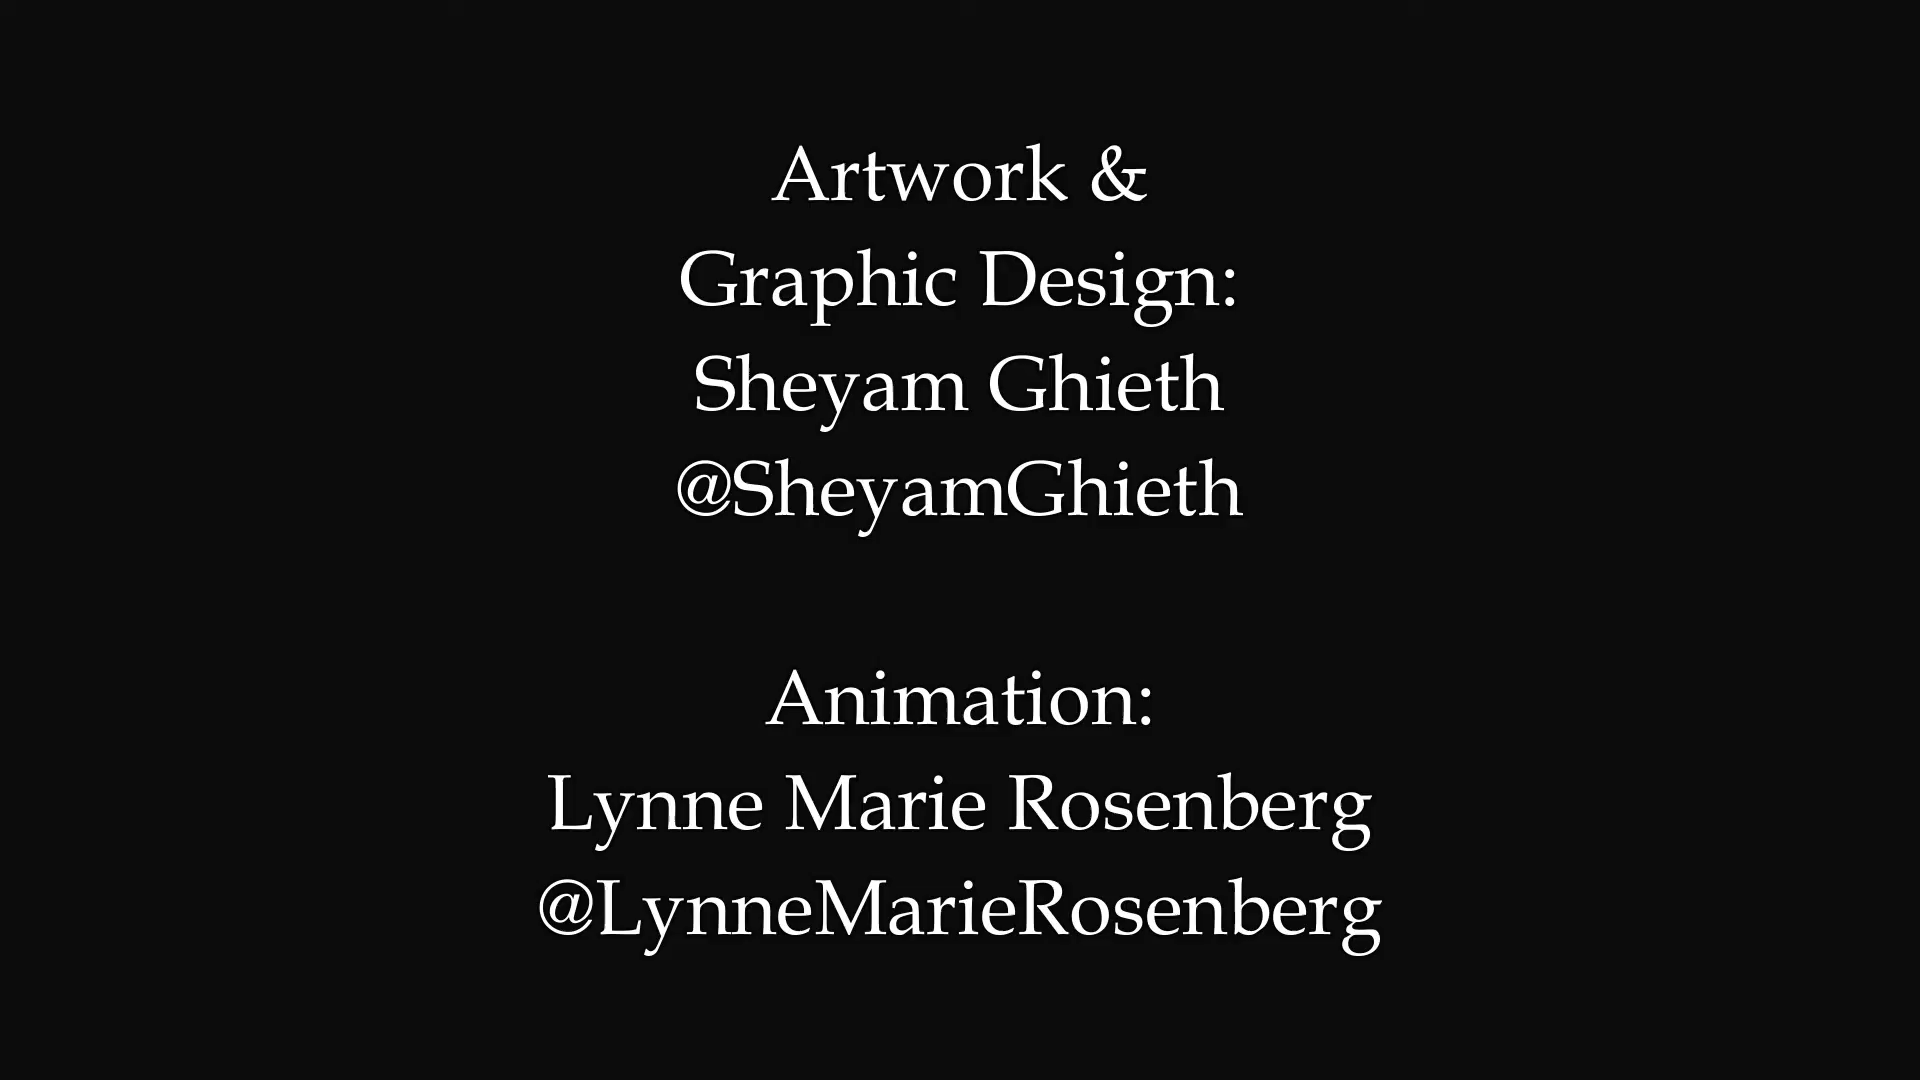 Artwork &
Graphic Design:
Sheyam Ghieth
@SheyamGhieth
Animation:
Lynne Marie Rosenberg
@LynneMarieRosenberg